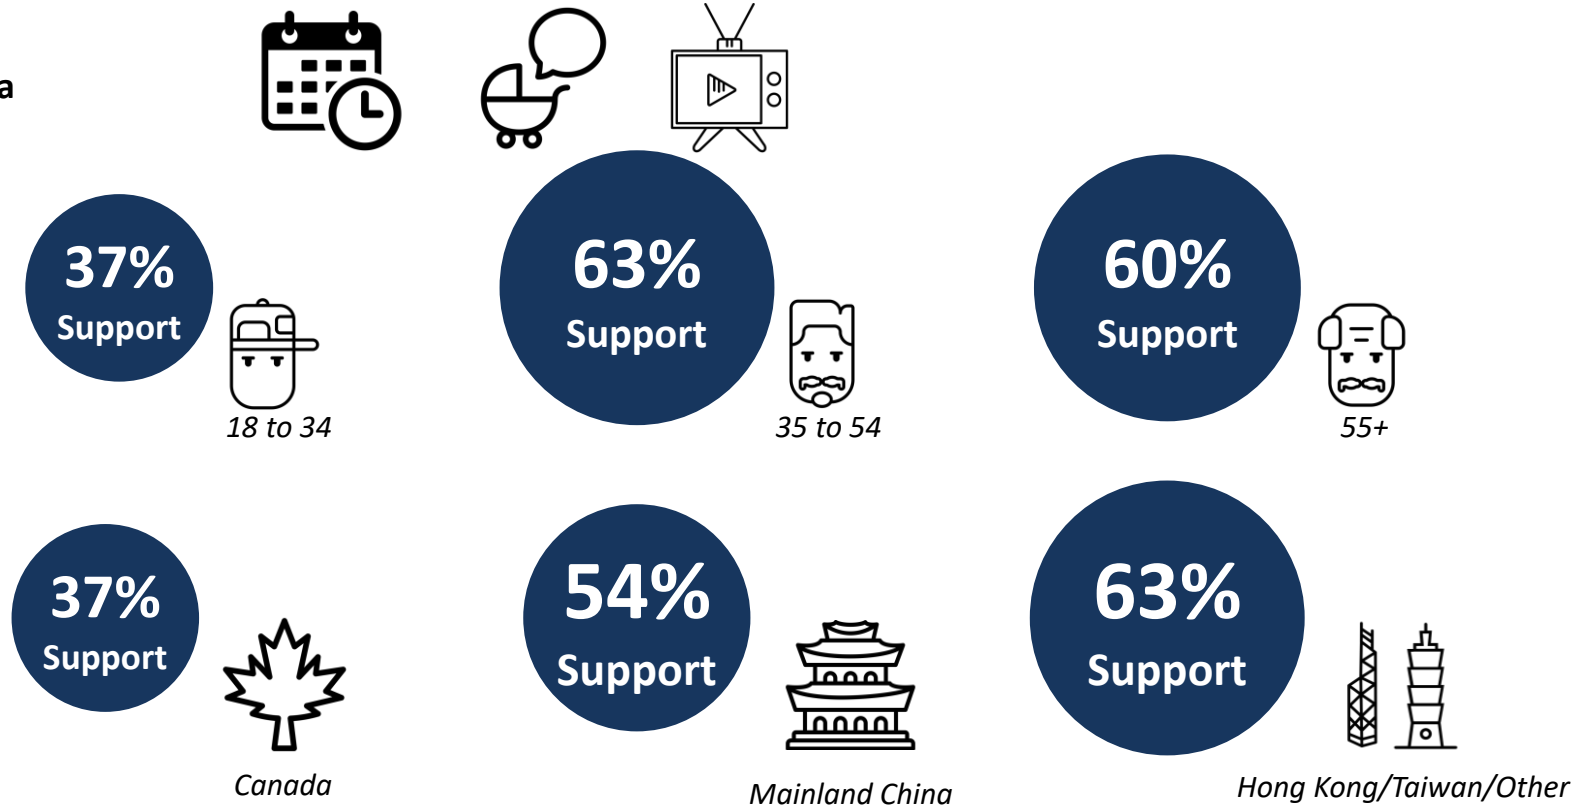 a
37%
Support
18 to 34
63%
Support
35 to 54
60%
Support
55+
37%
Support
Canada
54%
Support
Mainland China
63%
Support
Hong Kong/Taiwan/Other